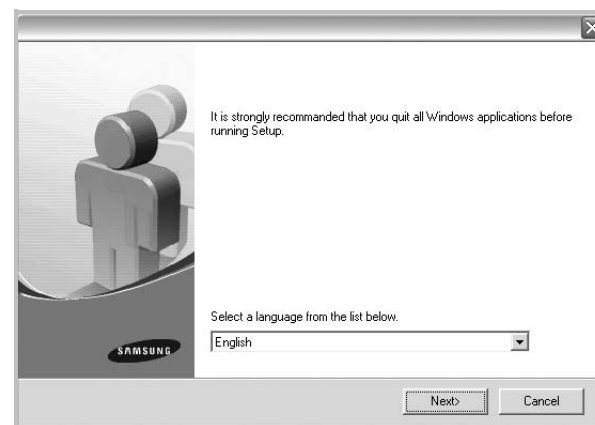 It is strongly recommanded that you quit all Windows applications before
running Setup.
Select a language from the list below.
English
SAMSUNG
Next>
Cancel